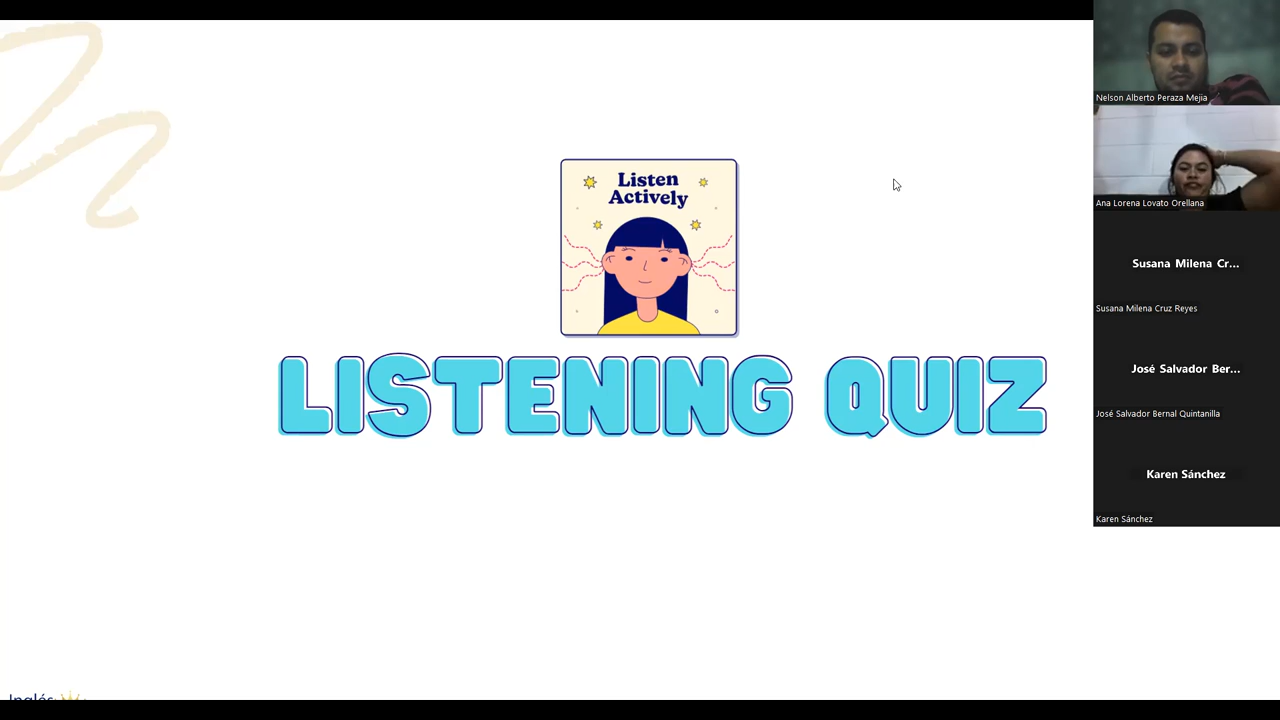 Listen
Actively
LISTENING QUIZ
Inglés
Nelson Alberto Peraza Mejia
Ana Lorena Lovato Orellana
Susana Milena Cr...
Susana Milena Cruz Reyes
José Salvador Ber...
José Salvador Bernal Quintanilla
Karen Sánchez
Karen Sánchez